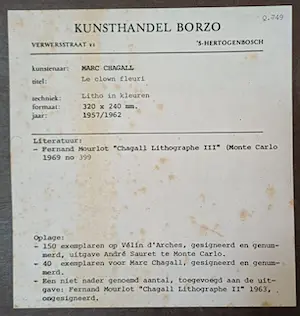 Q.749
KUNSTHANDEL BORZO
VERWERSSTRAAT 21 'S-HERTOGENBOSCH
kunstenaar: MARC CHAGALL
titel: Le clown fleuri
techniek: Litho in kleuren
formaat: 320 x 240 mm.
jaar: 1957/1962
Literatuur:
- Fernand Mourlot "Chagall Lithographe III" (Monte Carlo
1969 no 399
Oplage:
- 150 exemplaren op Vélin d'Arches, gesigneerd en genum-
merd, uitgave André Sauret te Monte Carlo.
- 40 exemplaren voor Marc Chagall, gesigneerd en genum-
merd.
- Een niet nader genoemd aantal, toegevoegd aan de uit-
gave: Fernand Mourlot "Chagall Lithographe II" 1963,
ongesigneerd.